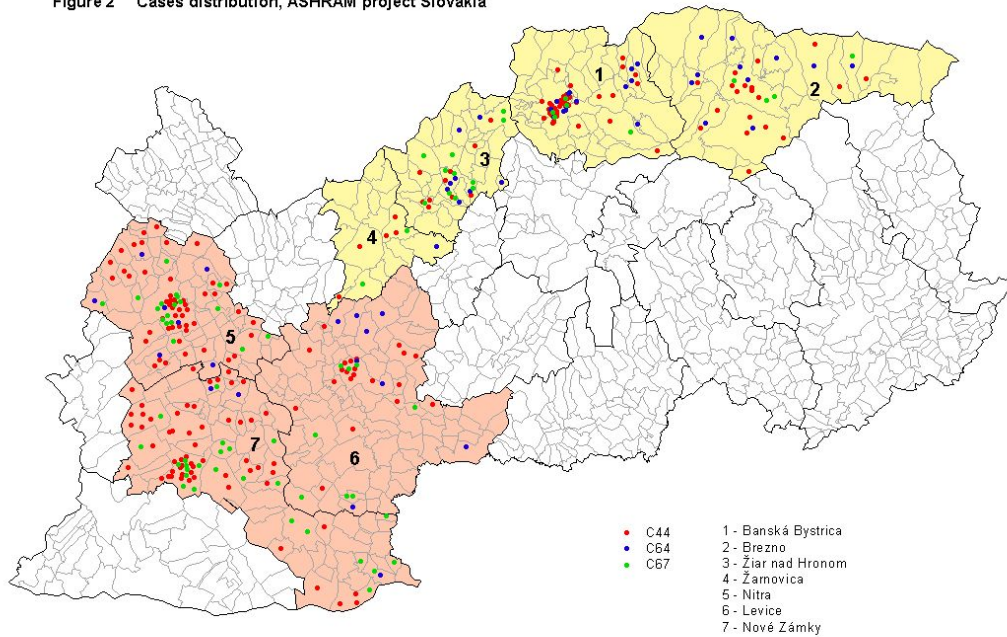 Figure 2 Cases distribution, ASHRAM project Slovakia
1
2
3
4
5
7
6
C44
C64
C67
1 - Banská Bystrica
2 - Brezno
3 - Žiar nad Hronom
4 - Žarnovica
5 - Nitra
6 - Levice
7 - Nové Zámky